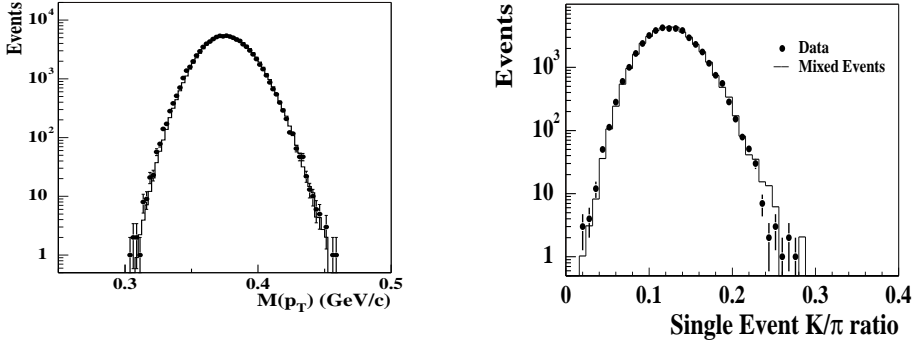 Events
10^4
10^3
10^2
10
1
0.3
0.4
0.5
M(p_T) (GeV/c)
Events
10^3
10^2
10
1
Data
Mixed Events
0
0.1
0.2
0.3
0.4
Single Event K/π ratio